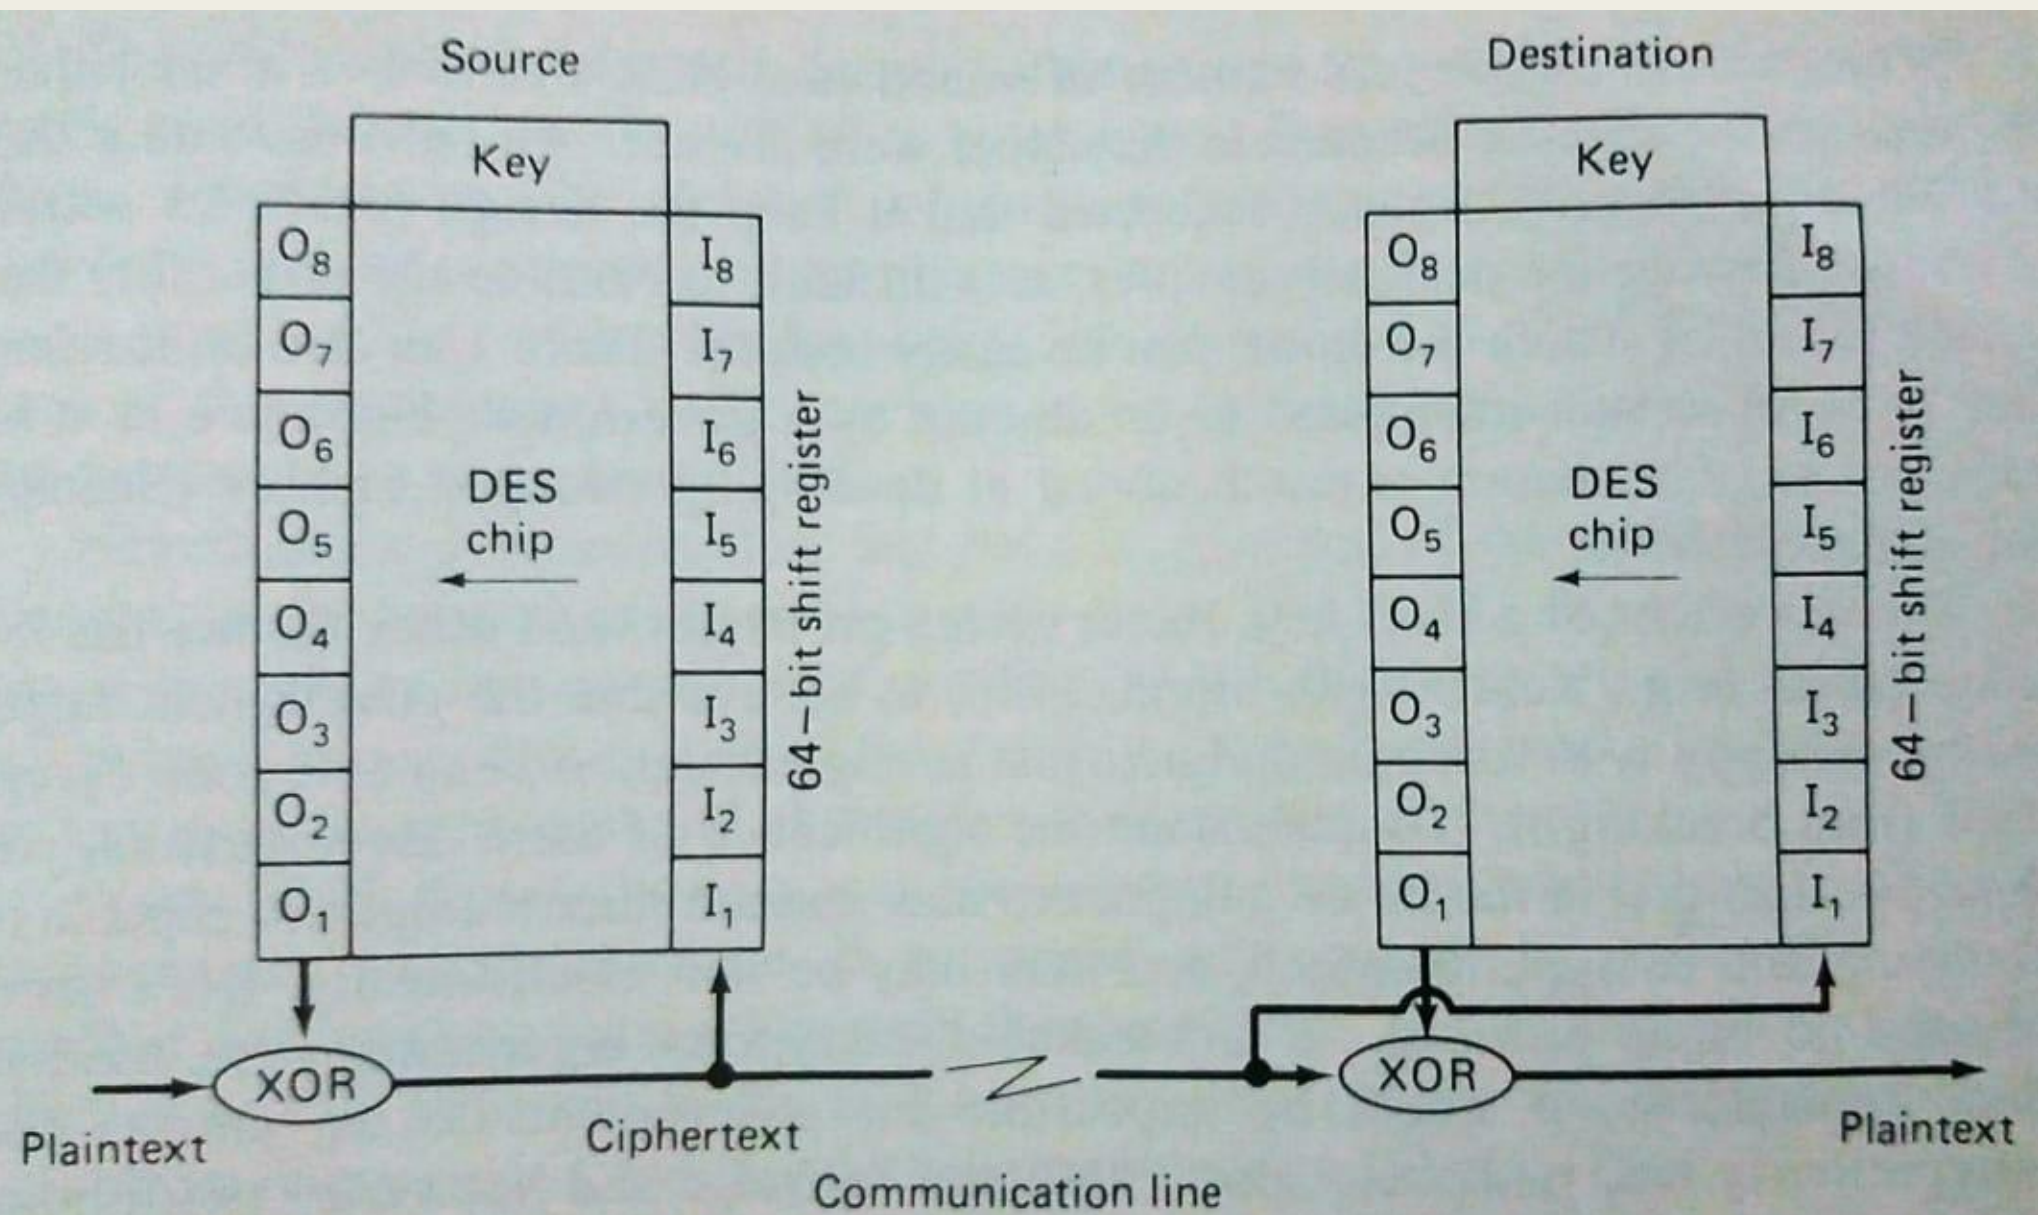 Source
Key
O₈
O₇
O₆
O₅
O₄
O₃
O₂
O₁
DES
chip
I₈
I₇
I₆
I₅
I₄
I₃
I₂
I₁
64-bit shift register
XOR
Plaintext
Ciphertext
Communication line
Destination
Key
O₈
O₇
O₆
O₅
O₄
O₃
O₂
O₁
DES
chip
I₈
I₇
I₆
I₅
I₄
I₃
I₂
I₁
64-bit shift register
XOR
Plaintext